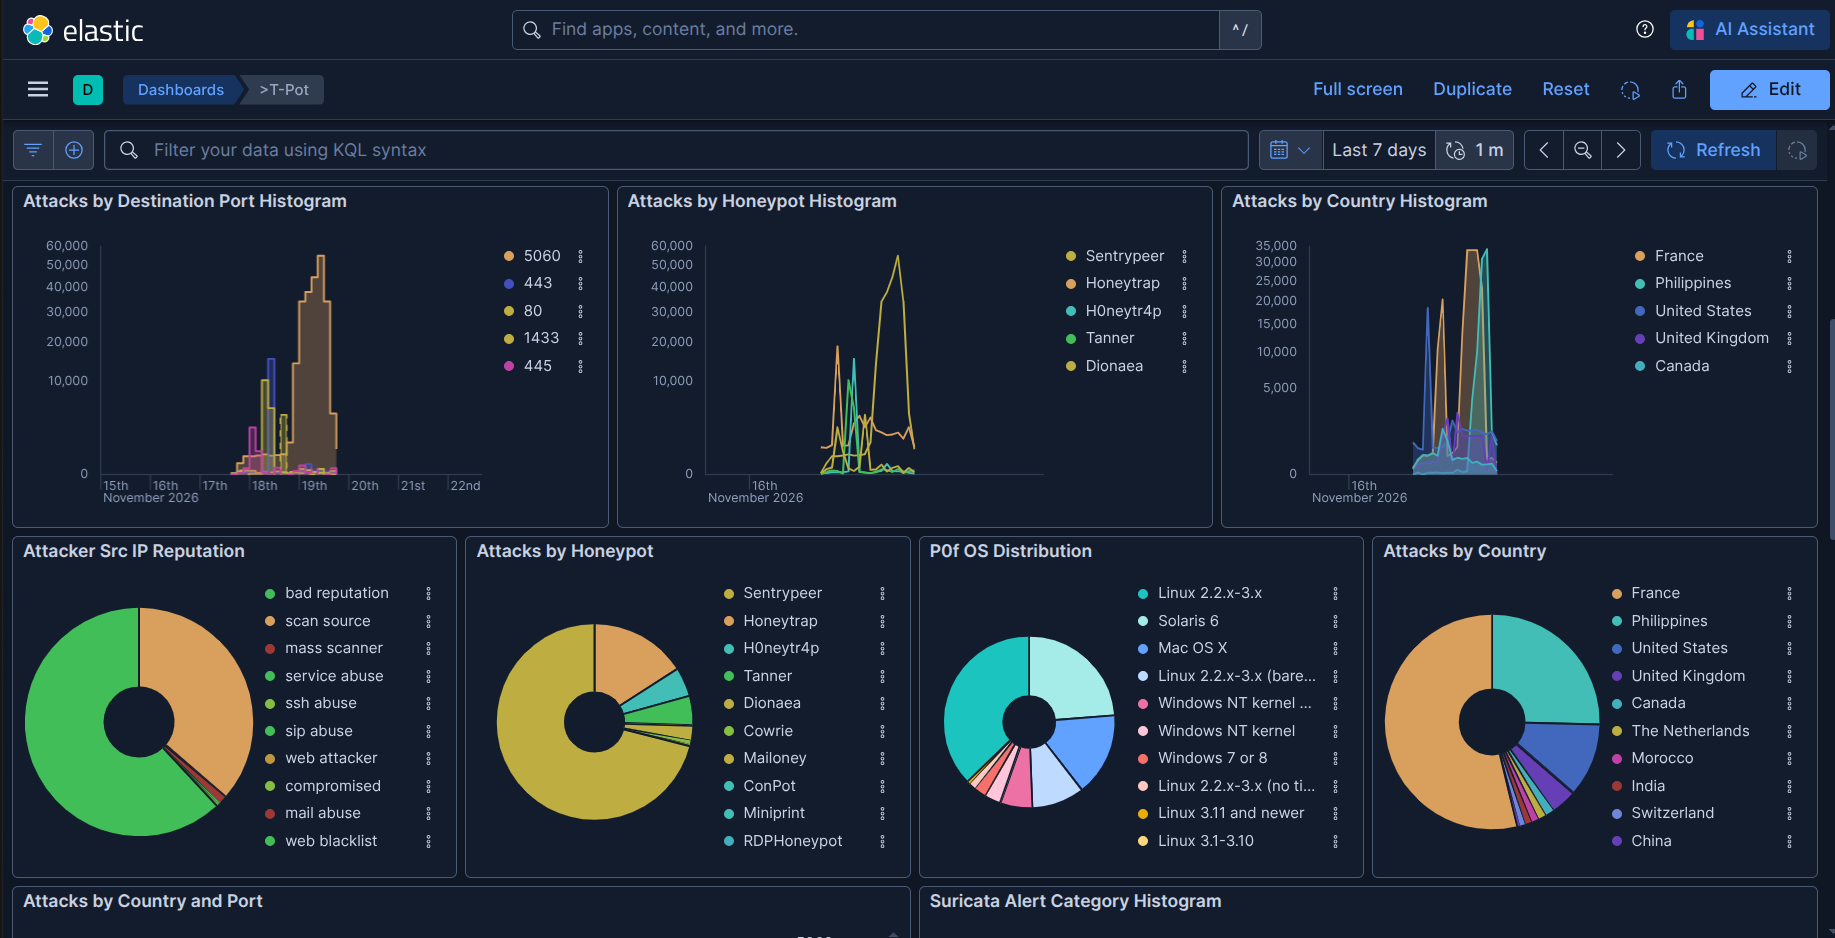 elastic
Find apps, content, and more.
^ /
AI Assistant
D
Dashboards
>T-Pot
Full screen
Duplicate
Reset
Edit
Filter your data using KQL syntax
Last 7 days
1 m
Refresh
Attacks by Destination Port Histogram
60,000
50,000
40,000
30,000
20,000
10,000
0
15th
16th
17th
18th
19th
20th
21st
22nd
November 2026
5060
443
80
1433
445
Attacks by Honeypot Histogram
60,000
50,000
40,000
30,000
20,000
10,000
0
16th
November 2026
Sentrypeer
Honeytrap
H0neytr4p
Tanner
Dionaea
Attacks by Country Histogram
35,000
30,000
25,000
20,000
15,000
10,000
5,000
0
16th
November 2026
France
Philippines
United States
United Kingdom
Canada
Attacker Src IP Reputation
bad reputation
scan source
mass scanner
service abuse
ssh abuse
sip abuse
web attacker
compromised
mail abuse
web blacklist
Attacks by Honeypot
Sentrypeer
Honeytrap
H0neytr4p
Tanner
Dionaea
Cowrie
Mailoney
ConPot
Miniprint
RDPHoneypot
P0f OS Distribution
Linux 2.2.x-3.x
Solaris 6
Mac OS X
Linux 2.2.x-3.x (bare...
Windows NT kernel ...
Windows NT kernel
Windows 7 or 8
Linux 2.2.x-3.x (no ti...
Linux 3.11 and newer
Linux 3.1-3.10
Attacks by Country
France
Philippines
United States
United Kingdom
Canada
The Netherlands
Morocco
India
Switzerland
China
Attacks by Country and Port
Suricata Alert Category Histogram